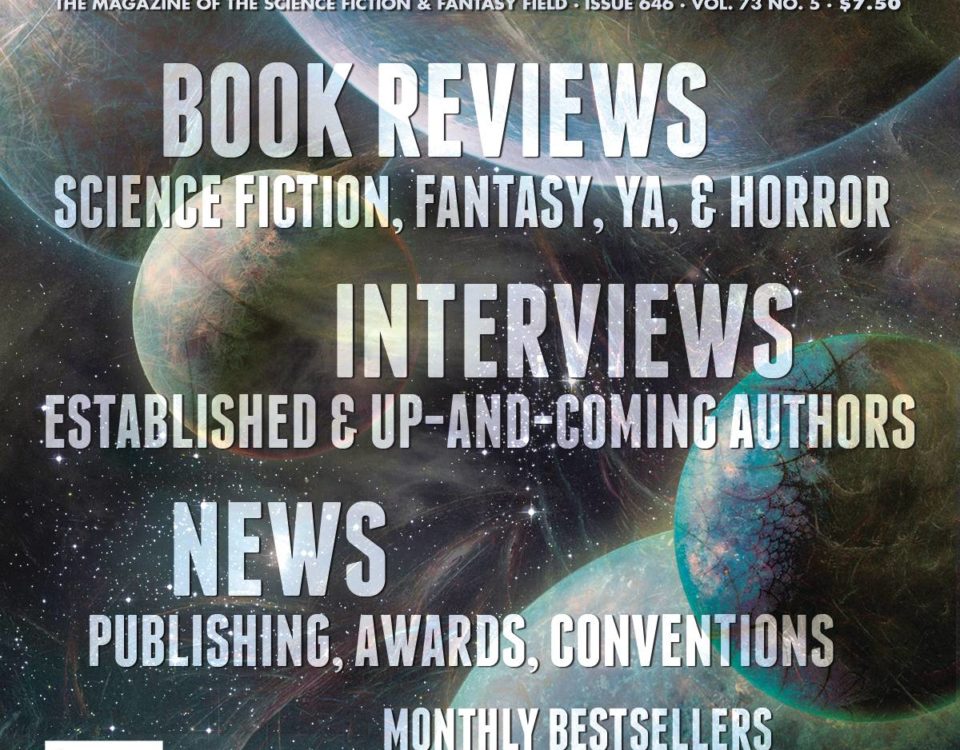 THE MAGAZINE OF THE SCIENCE FICTION & FANTASY FIELD · ISSUE 646 · VOL. 73 NO. 5 · $7.50
BOOK REVIEWS
SCIENCE FICTION, FANTASY, YA, & HORROR
INTERVIEWS
ESTABLISHED & UP-AND-COMING AUTHORS
NEWS
PUBLISHING, AWARDS, CONVENTIONS
MONTHLY BESTSELLERS